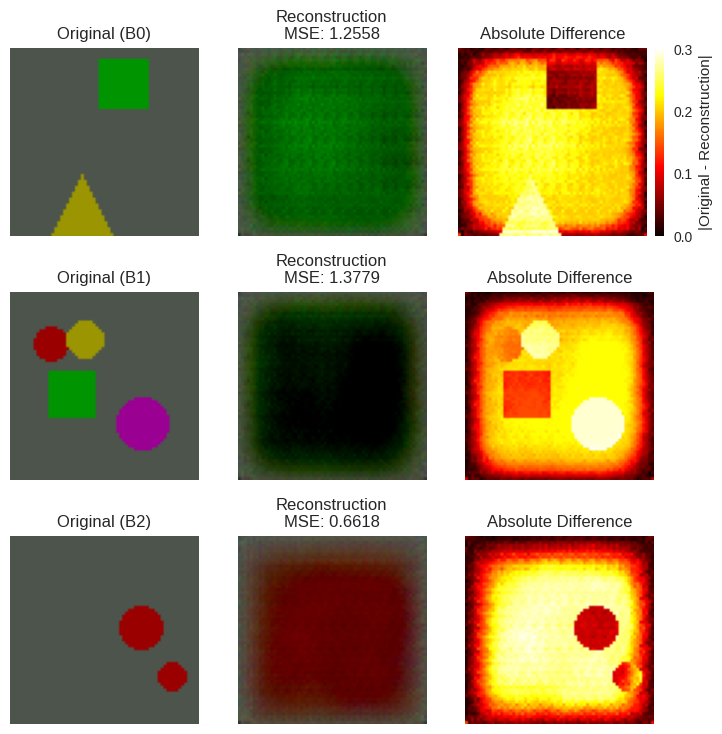 Original (B0)
Reconstruction
MSE: 1.2558
Absolute Difference
0.3
0.2
0.1
0.0
|Original - Reconstruction|
Original (B1)
Reconstruction
MSE: 1.3779
Absolute Difference
Original (B2)
Reconstruction
MSE: 0.6618
Absolute Difference